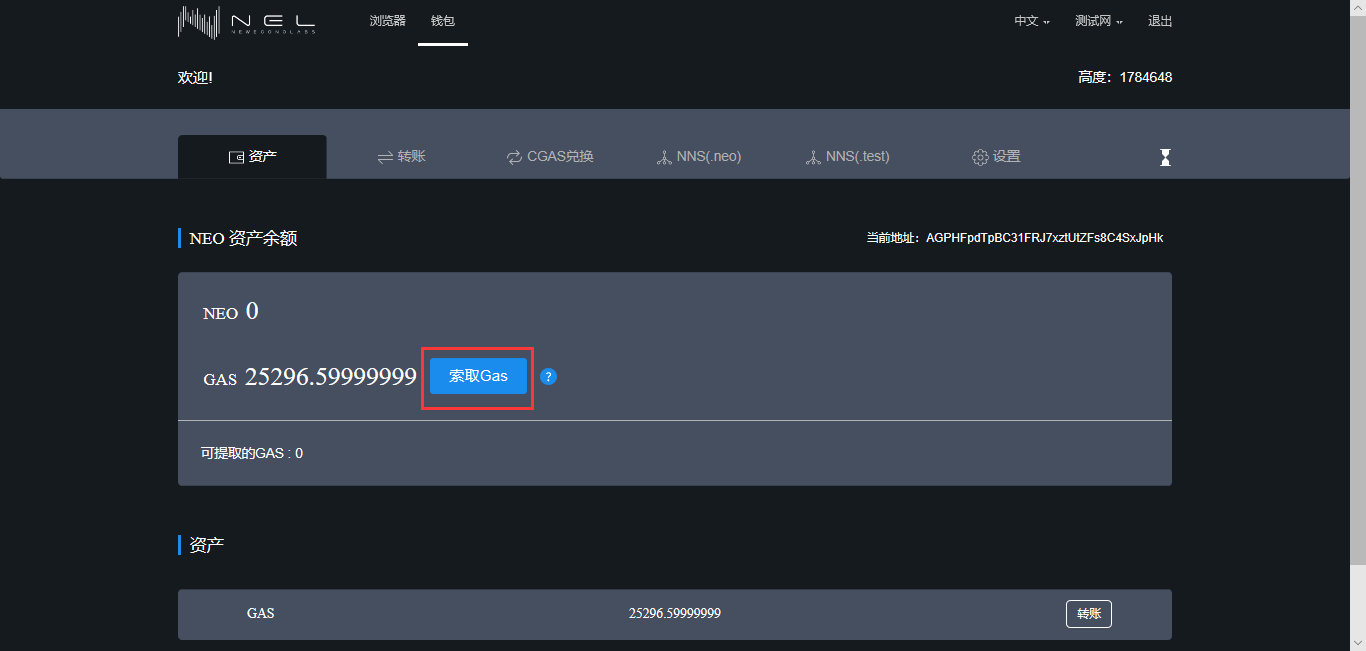 NEL 浏览器 钱包 中文 测试网 退出
NEWECONOLABS
欢迎! 高度：1784648
资产 转账 CGAS兑换 NNS(.neo) NNS(.test) 设置
NEO 资产余额 当前地址：AGPHFpdTpBC31FRJ7xztUtZFs8C4SxJpHk
NEO 0
GAS 25296.59999999 索取Gas ?
可提取的GAS : 0
资产
GAS 25296.59999999 转账